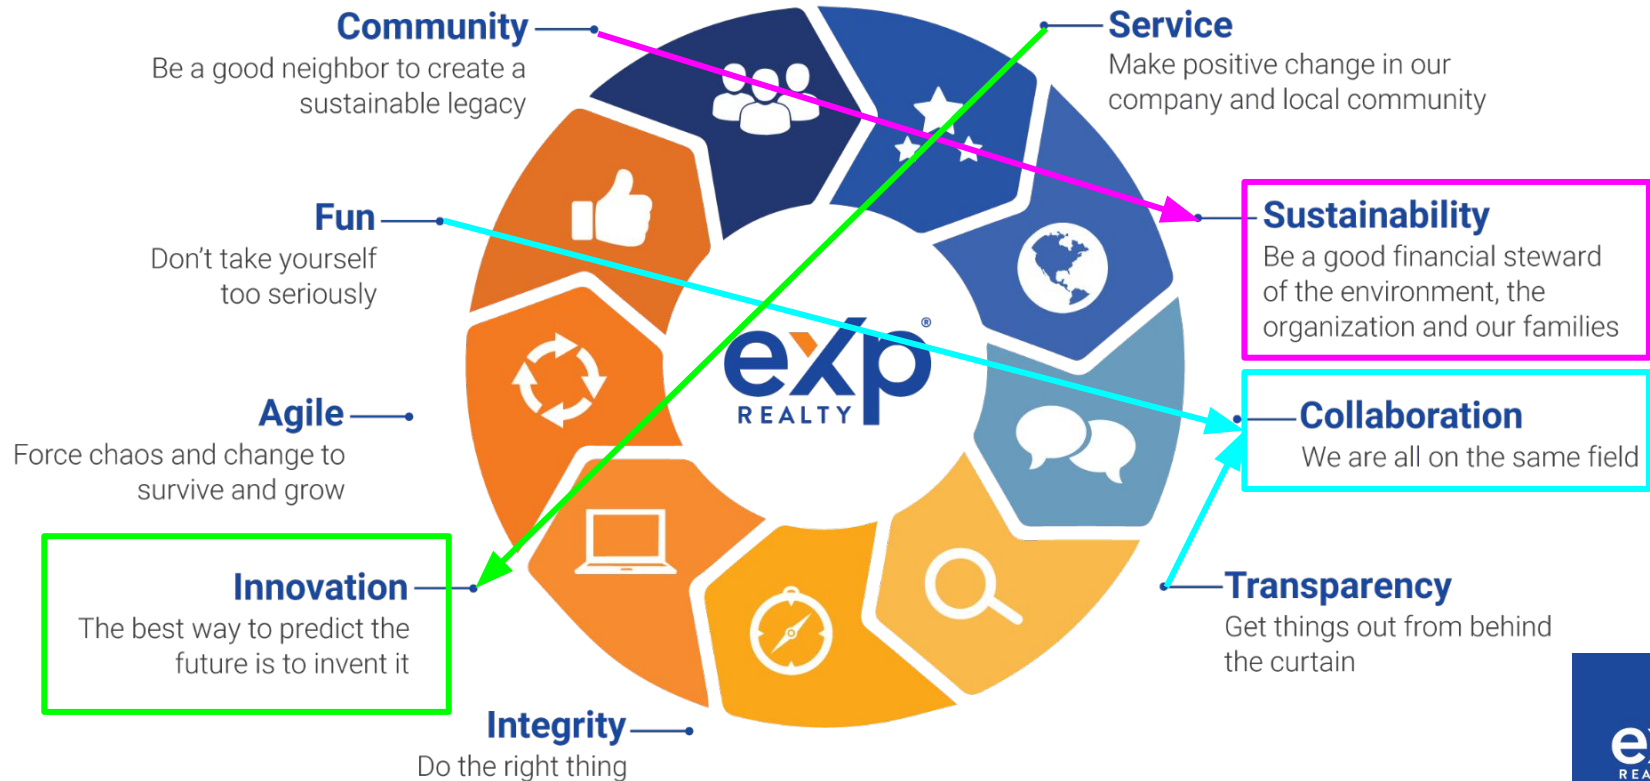 Community
Be a good neighbor to create a
sustainable legacy
Service
Make positive change in our
company and local community
Fun
Don't take yourself
too seriously
Sustainability
Be a good financial steward
of the environment, the
organization and our families
eXp®
REALTY
Agile
Force chaos and change to
survive and grow
Collaboration
We are all on the same field
Innovation
The best way to predict the
future is to invent it
Transparency
Get things out from behind
the curtain
Integrity
Do the right thing